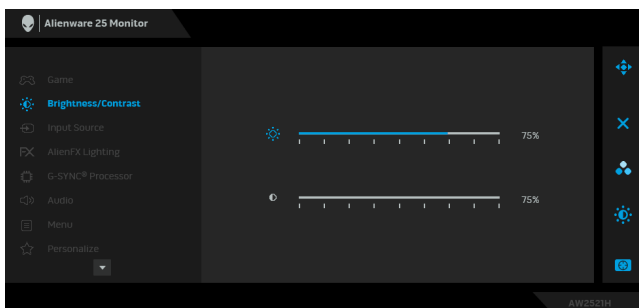 Alienware 25 Monitor
Game
Brightness/Contrast
Input Source
AlienFX Lighting
G-SYNC® Processor
Audio
Menu
Personalize
75%
75%
AW2521H